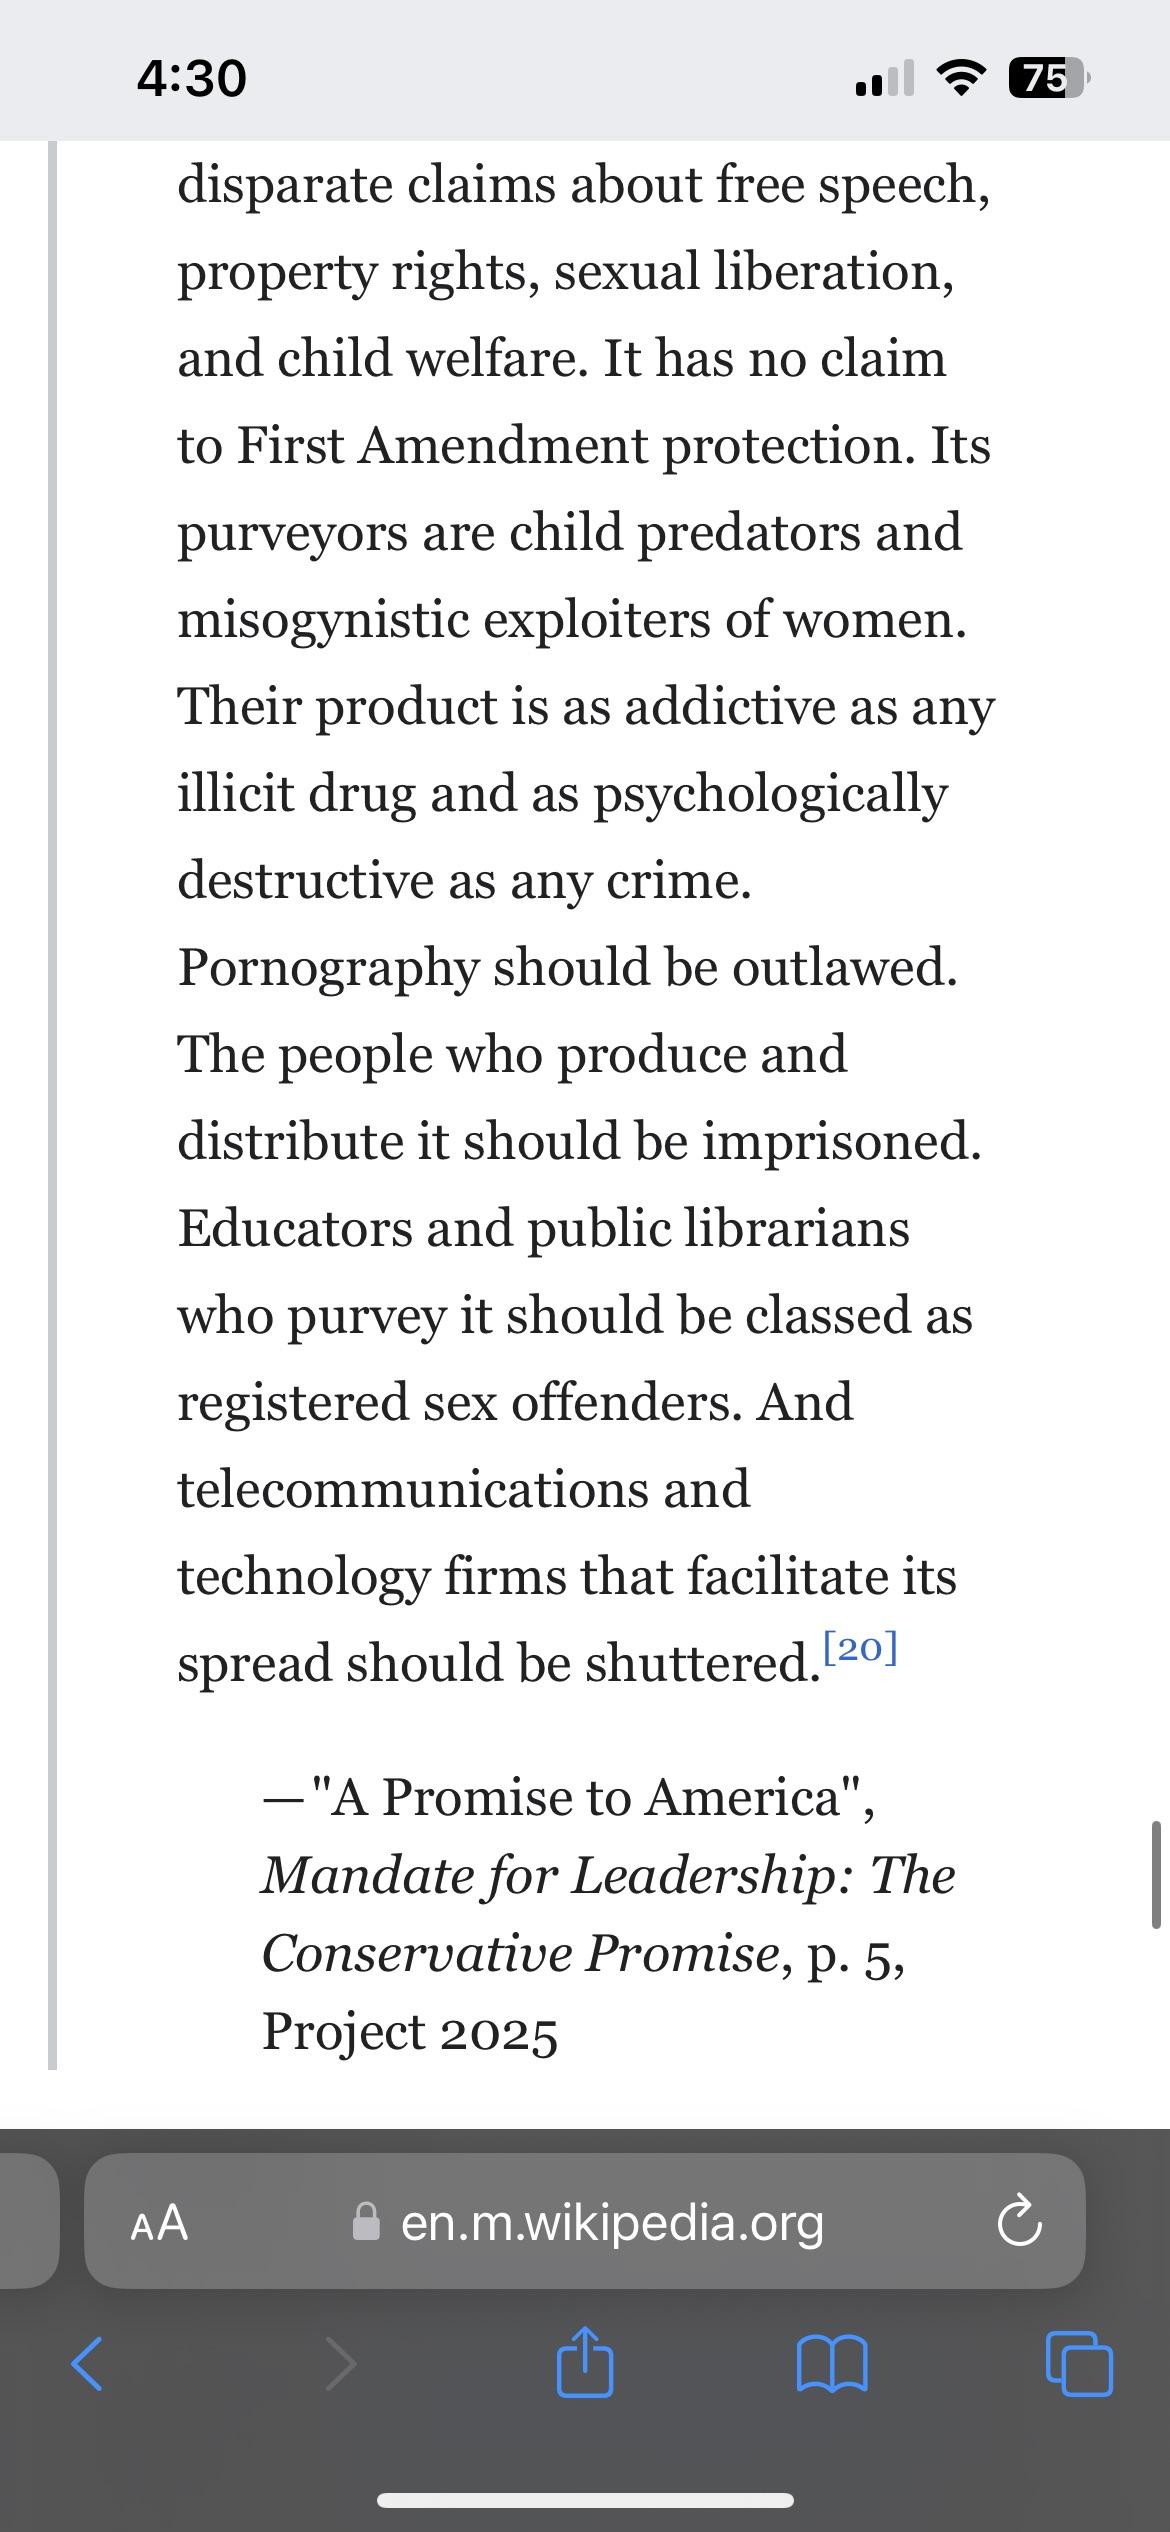 4:30
75
disparate claims about free speech,
property rights, sexual liberation,
and child welfare. It has no claim
to First Amendment protection. Its
purveyors are child predators and
misogynistic exploiters of women.
Their product is as addictive as any
illicit drug and as psychologically
destructive as any crime.
Pornography should be outlawed.
The people who produce and
distribute it should be imprisoned.
Educators and public librarians
who purvey it should be classed as
registered sex offenders. And
telecommunications and
technology firms that facilitate its
spread should be shuttered.[20]
—"A Promise to America",
Mandate for Leadership: The
Conservative Promise, p. 5,
Project 2025
AA
en.m.wikipedia.org